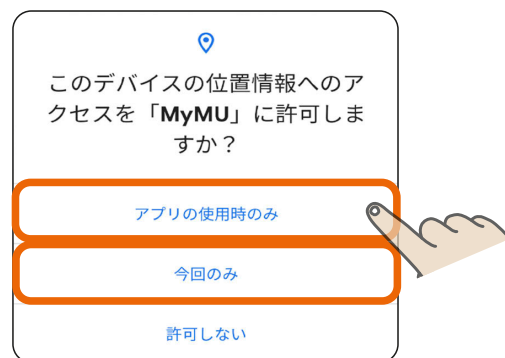 このデバイスの位置情報へのア
クセスを「MyMU」に許可しま
すか？
アプリの使用時のみ
今回のみ
許可しない